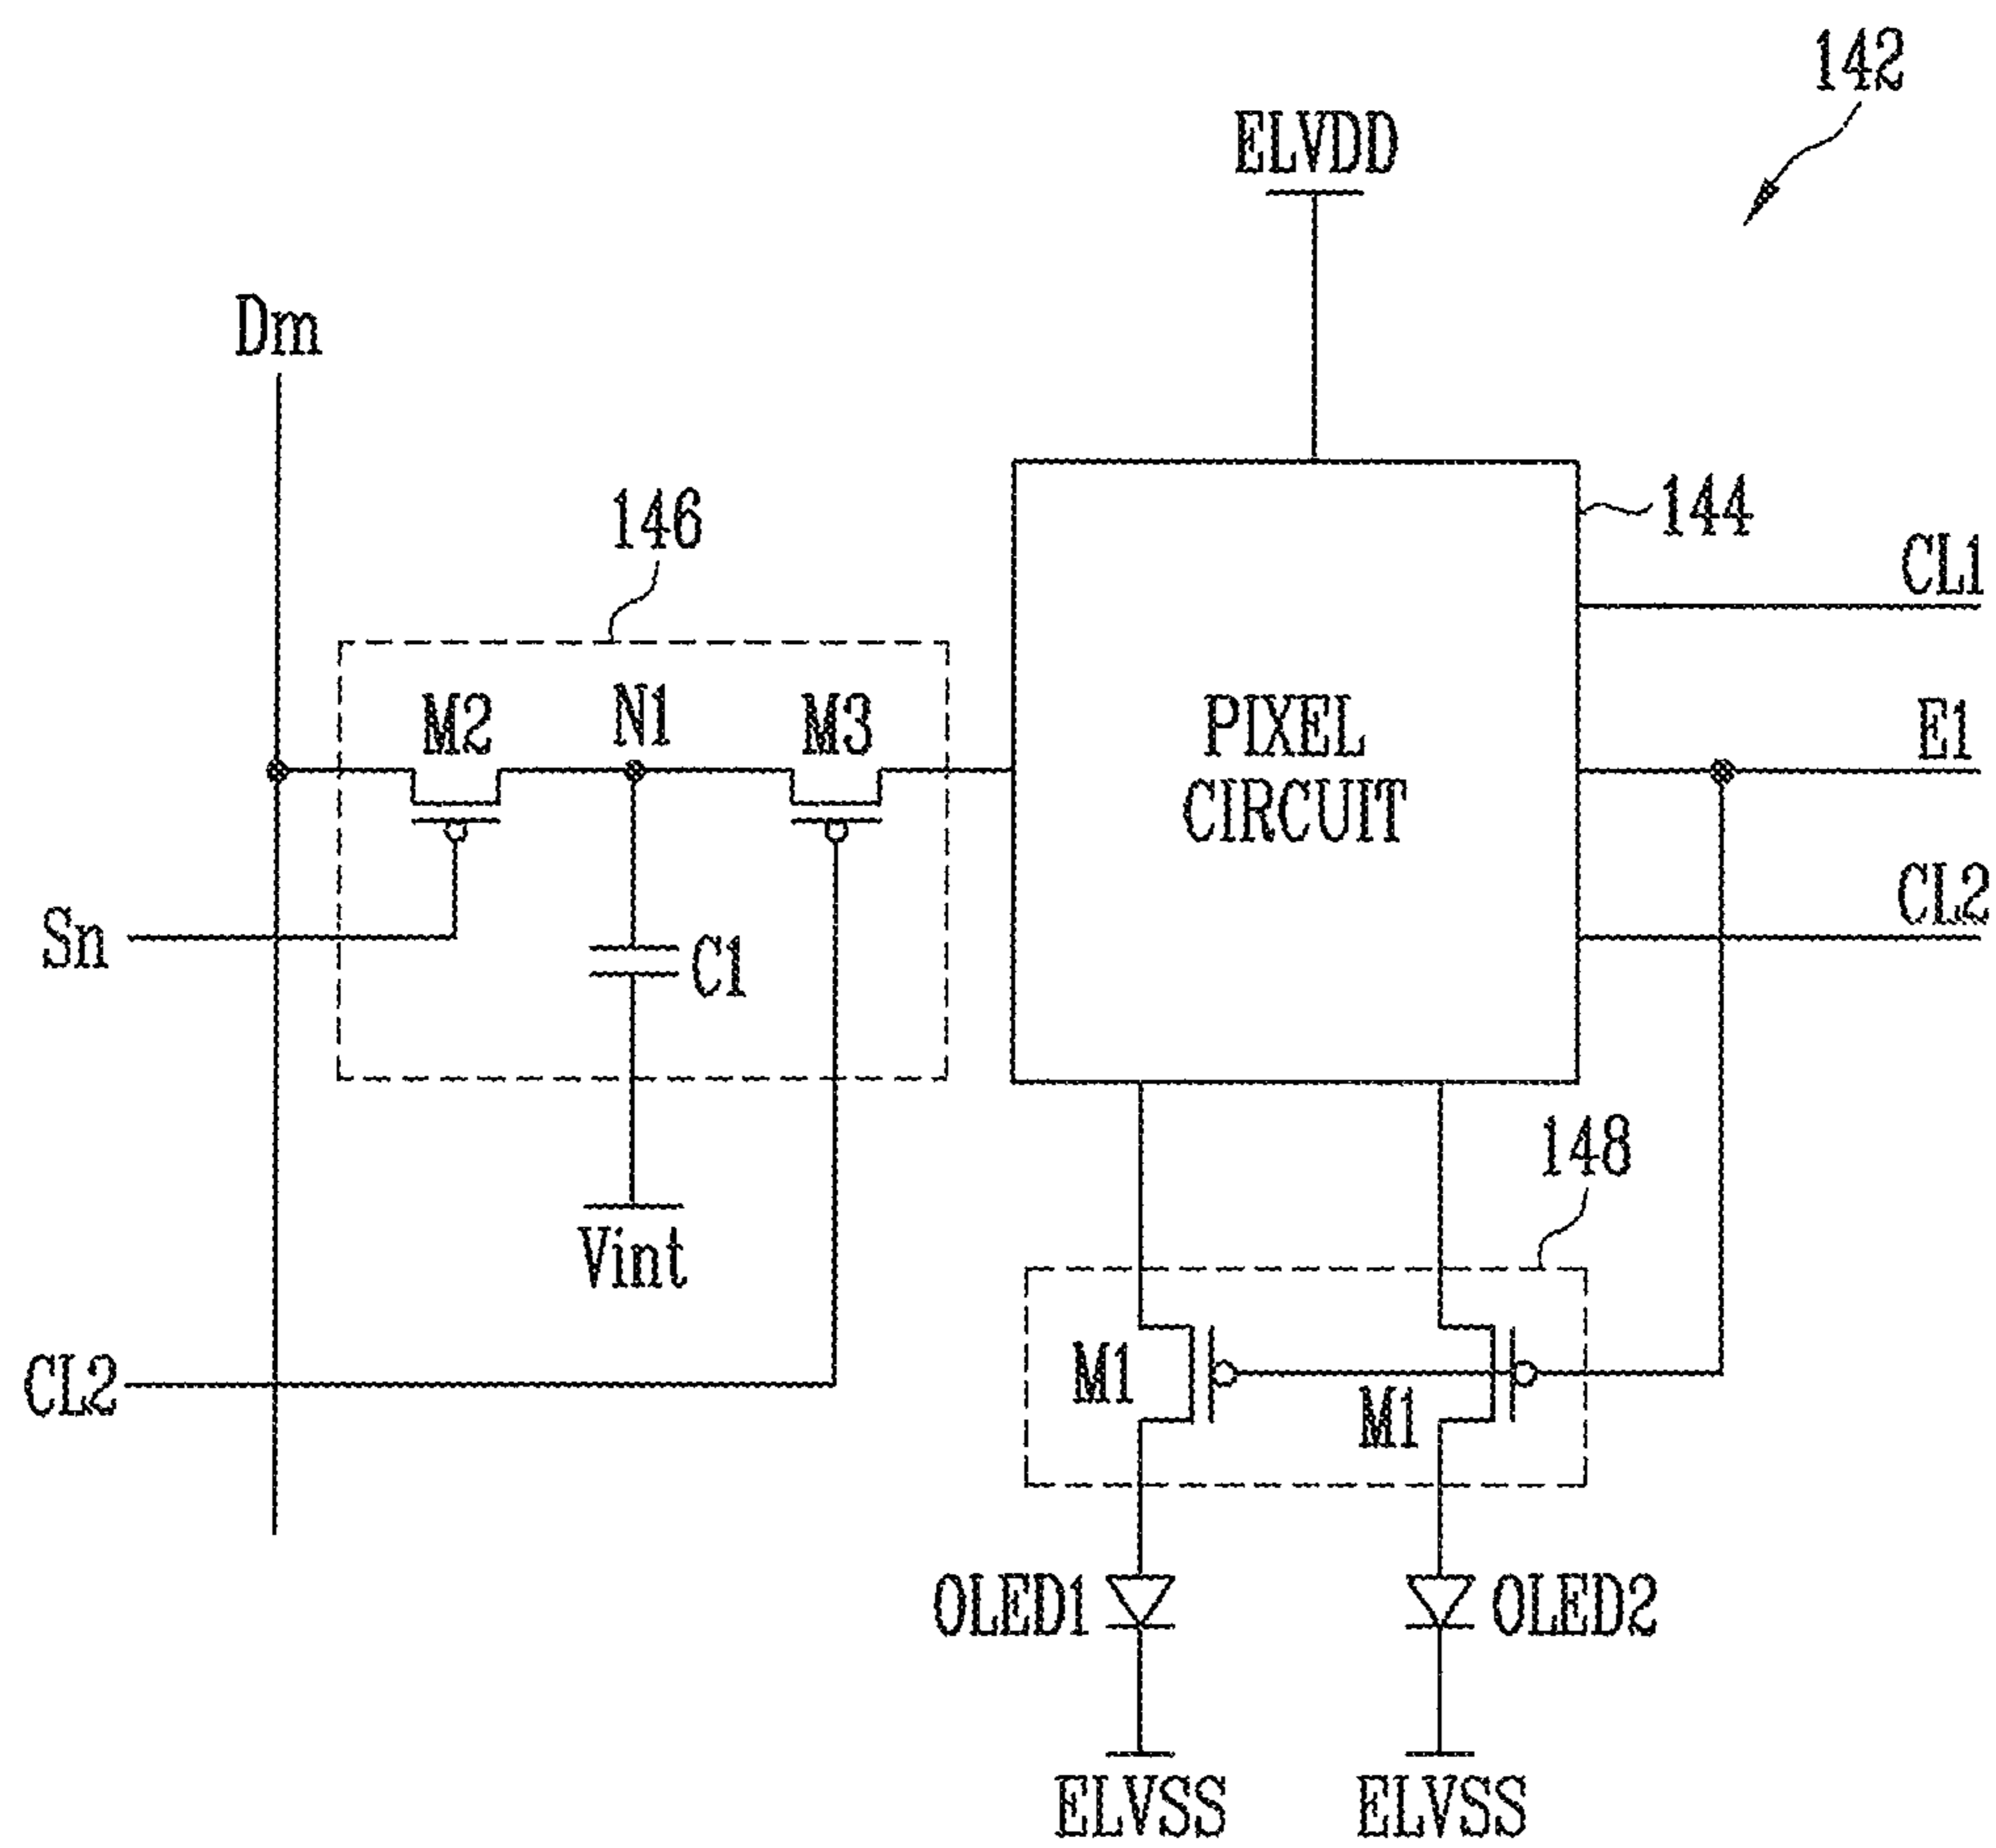 142
ELVDD
Dm
146
144
CL1
M2
N1
M3
PIXEL
CIRCUIT
E1
Sn
C1
CL2
148
Vint
CL2
M1
M1
OLED1
OLED2
ELVSS
ELVSS